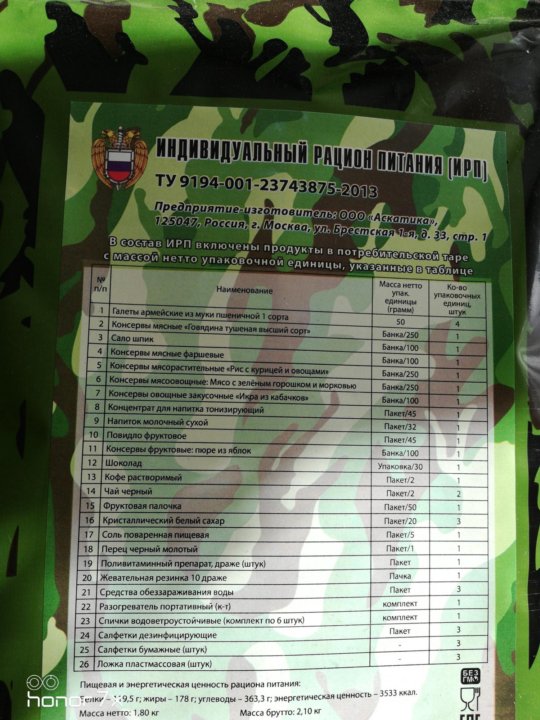 ИНДИВИДУАЛЬНЫЙ РАЦИОН ПИТАНИЯ (ИРП)
ТУ 9194-001-23743875-2013
Предприятие-изготовитель: ООО «Аскатика»,
125047, Россия, г. Москва, ул. Брестская 1-я, д. 33, стр. 1
В состав ИРП включены продукты в потребительской таре
с массой нетто упаковочной единицы, указанные в таблице
№ п/п Наименование Масса нетто упак. единицы (грамм) Ко-во упаковочных единиц, штук
1 Галеты армейские из муки пшеничной 1 сорта 50 4
2 Консервы мясные «Говядина тушеная высший сорт» Банка/250 1
3 Сало шпик Банка/100 1
4 Консервы мясные фаршевые Банка/100 1
5 Консервы мясорастительные «Рис с курицей и овощами» Банка/250 1
6 Консервы мясоовощные: Мясо с зелёным горошком и морковью Банка/250 1
7 Консервы овощные закусочные «Икра из кабачков» Банка/100 1
8 Концентрат для напитка тонизирующий Пакет/45 1
9 Напиток молочный сухой Пакет/32 1
10 Повидло фруктовое Пакет/45 1
11 Консервы фруктовые: пюре из яблок Банка/100 1
12 Шоколад Упаковка/30 1
13 Кофе растворимый Пакет/2 1
14 Чай черный Пакет/2 2
15 Фруктовая палочка Пакет/50 1
16 Кристаллический белый сахар Пакет/20 3
17 Соль поваренная пищевая Пакет/5 1
18 Перец черный молотый Пакет/1 1
19 Поливитаминный препарат, драже (штук) Пакет 1
20 Жевательная резинка 10 драже Пачка 1
21 Средства обеззараживания воды Пакет 3
22 Разогреватель портативный (к-т) комплект 1
23 Спички водоветроустойчивые (комплект по 6 штук) комплект 1
24 Салфетки дезинфицирующие Пакет 3
25 Салфетки бумажные (штук) - 3
26 Ложка пластмассовая (штук) - 3
Пищевая и энергетическая ценность рациона питания:
жиры – 178 г; углеводы – 363,3 г; энергетическая ценность – 3533 ккал.
Масса нетто: 1,80 кг Масса брутто: 2,10 кг
БЕЗ
ГМО
honor